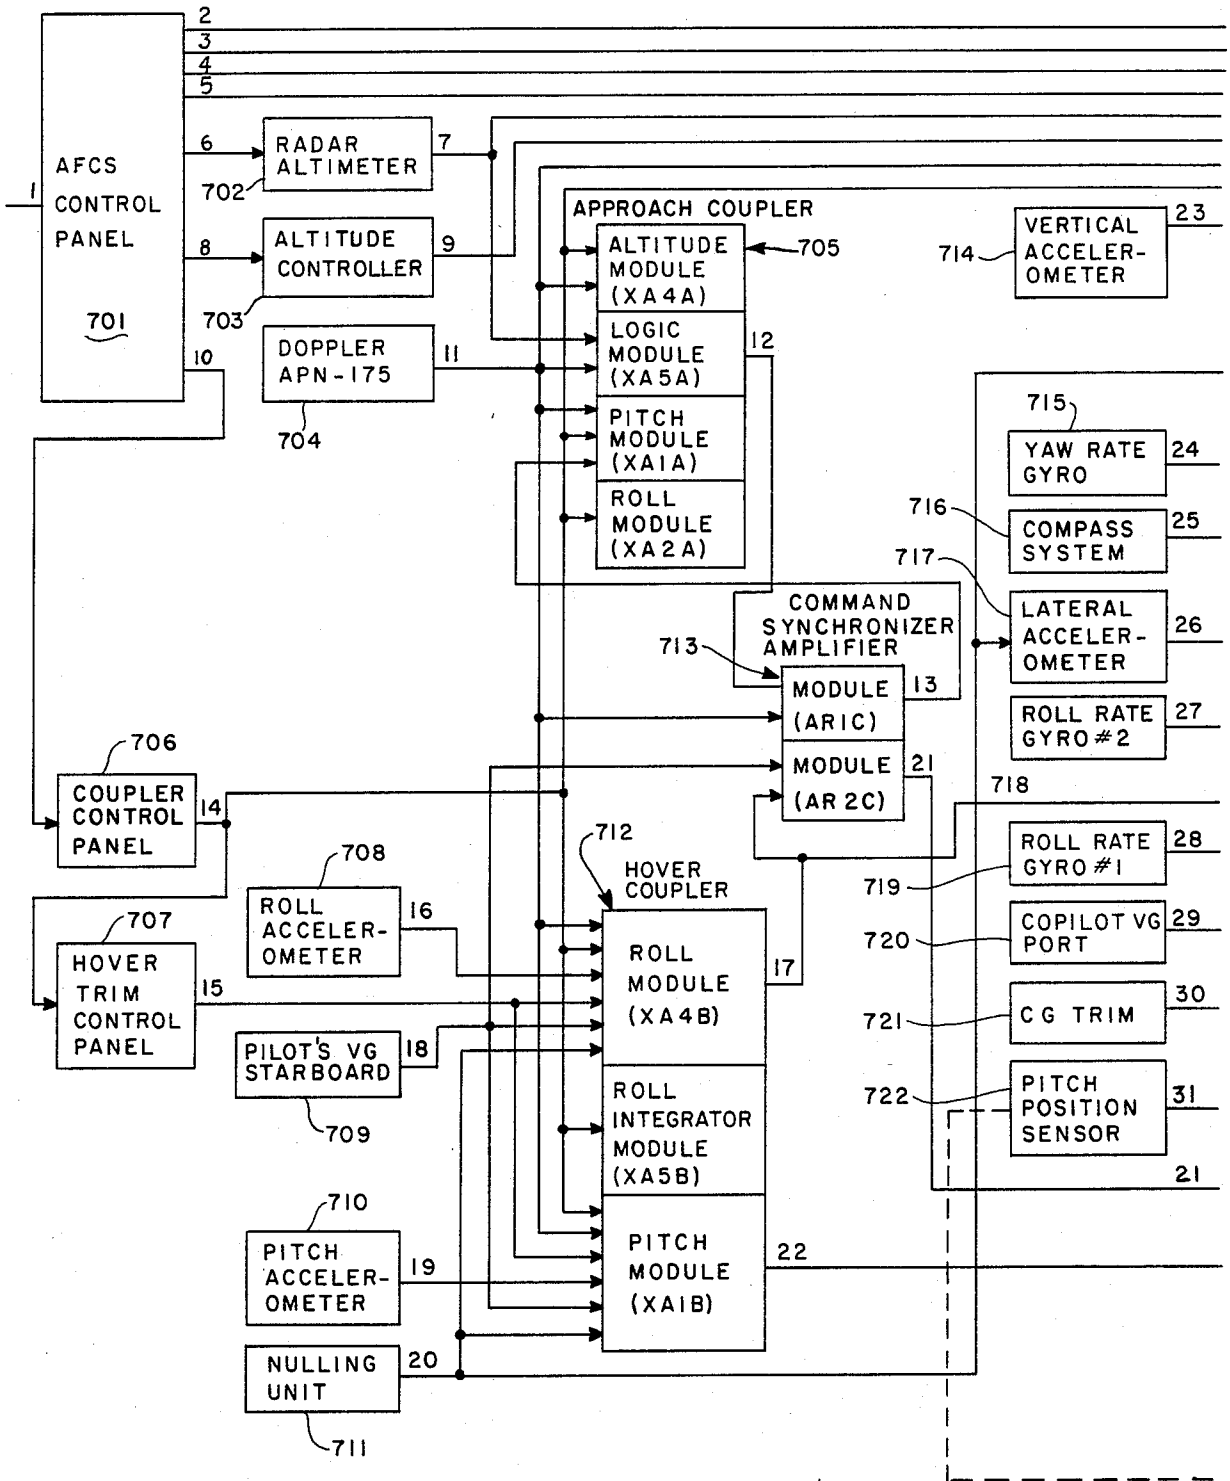 2
3
4
5
1
AFCS
CONTROL
PANEL
701
6
RADAR
ALTIMETER
702
7
8
ALTITUDE
CONTROLLER
703
9
10
DOPPLER
APN-175
704
11
APPROACH COUPLER
ALTITUDE
MODULE
(XA4A)
705
LOGIC
MODULE
(XA5A)
12
PITCH
MODULE
(XA1A)
ROLL
MODULE
(XA2A)
COMMAND
SYNCHRONIZER
AMPLIFIER
713
MODULE
(AR1C)
13
MODULE
(AR2C)
21
706
COUPLER
CONTROL
PANEL
14
707
HOVER
TRIM
CONTROL
PANEL
15
708
ROLL
ACCELER-
OMETER
16
PILOT'S VG
STARBOARD
18
709
710
PITCH
ACCELER-
OMETER
19
NULLING
UNIT
20
711
712
HOVER
COUPLER
ROLL
MODULE
(XA4B)
17
ROLL
INTEGRATOR
MODULE
(XA5B)
PITCH
MODULE
(XA1B)
22
714
VERTICAL
ACCELER-
OMETER
23
715
YAW RATE
GYRO
24
716
COMPASS
SYSTEM
25
717
LATERAL
ACCELER-
OMETER
26
ROLL RATE
GYRO #2
27
718
ROLL RATE
GYRO #1
28
719
COPILOT VG
PORT
29
720
CG TRIM
30
721
PITCH
POSITION
SENSOR
31
722
21